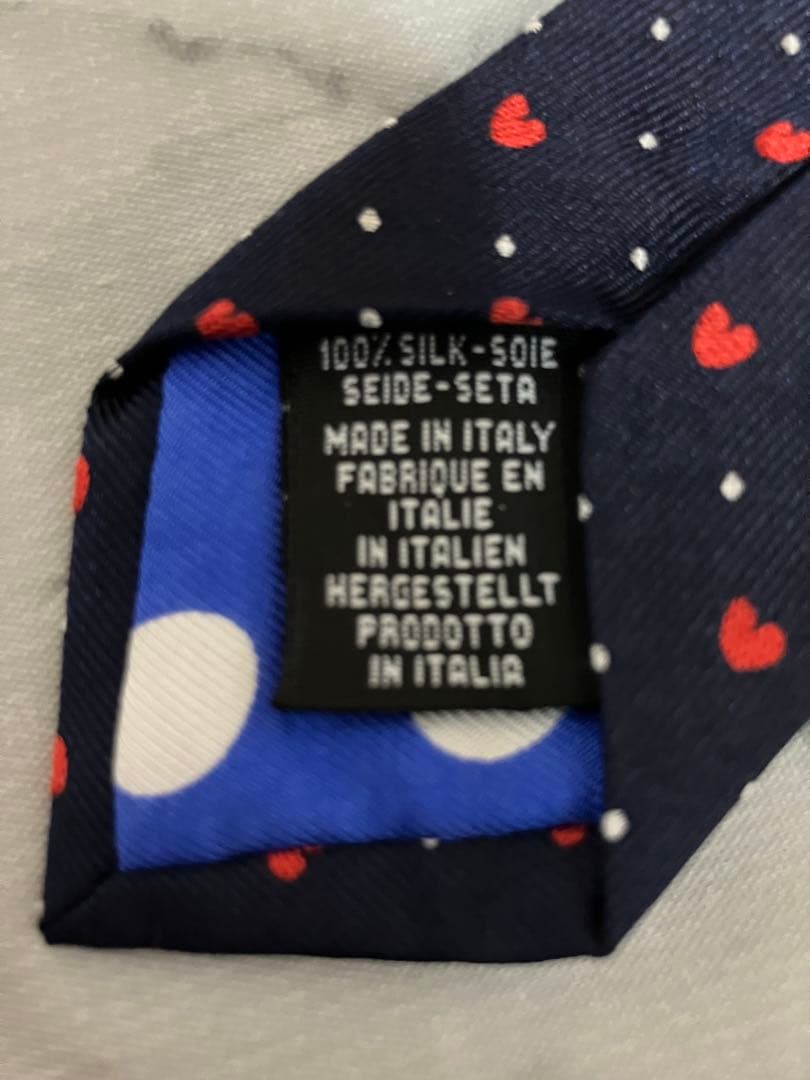 100% SILK-SOIE
SEIDE-SETA
MADE IN ITALY
FABRIQUE EN
ITALIE
IN ITALIEN
HERGESTELLT
PRODOTTO
IN ITALIA